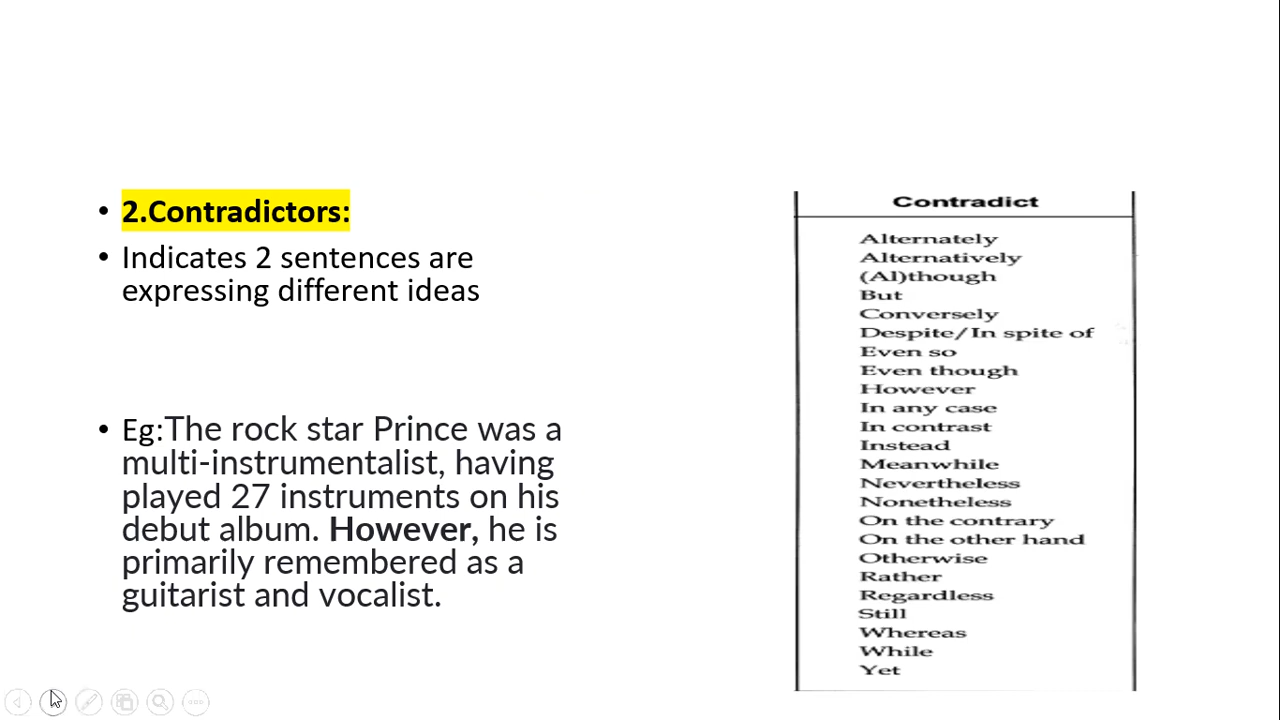 • 2.Contradictors:
• Indicates 2 sentences are
expressing different ideas
• Eg:The rock star Prince was a
multi-instrumentalist, having
played 27 instruments on his
debut album. However, he is
primarily remembered as a
guitarist and vocalist.
Contradict
Alternately
Alternatively
(Al)though
But
Conversely
Despite/In spite of
Even so
Even though
However
In any case
In contrast
Instead
Meanwhile
Nevertheless
Nonetheless
On the contrary
On the other hand
Otherwise
Rather
Regardless
Still
Whereas
While
Yet